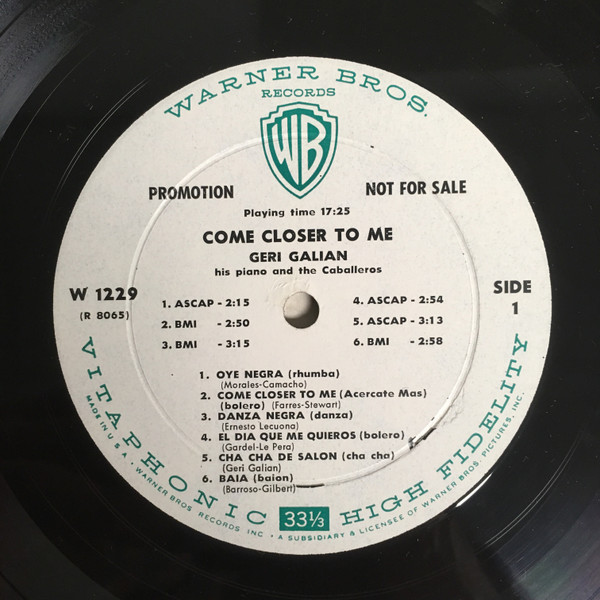 WARNER BROS.
RECORDS
WB
PROMOTION NOT FOR SALE
Playing time 17:25
COME CLOSER TO ME
GERI GALIAN
his piano and the Caballeros
W 1229
(R 8065)
SIDE
1
1. ASCAP - 2:15
2. BMI - 2:50
3. BMI - 3:15
4. ASCAP - 2:54
5. ASCAP - 3:13
6. BMI - 2:58
1. OYE NEGRA (rhumba)
(Morales-Camacho)
2. COME CLOSER TO ME (Acercate Mas)
(bolero) (Farres-Stewart)
3. DANZA NEGRA (danza)
(Ernesto Lecuona)
4. EL DIA QUE ME QUIEROS (bolero)
(Gardel-Le Pera)
5. CHA CHA DE SALON (cha cha)
(Geri Galian)
6. BAIA (baion)
(Barroso-Gilbert)
VITAPHONIC 33⅓ HIGH FIDELITY
MADE IN U.S.A. • WARNER BROS. RECORDS INC. • A SUBSIDIARY & LICENSEE OF WARNER BROS. PICTURES, INC.